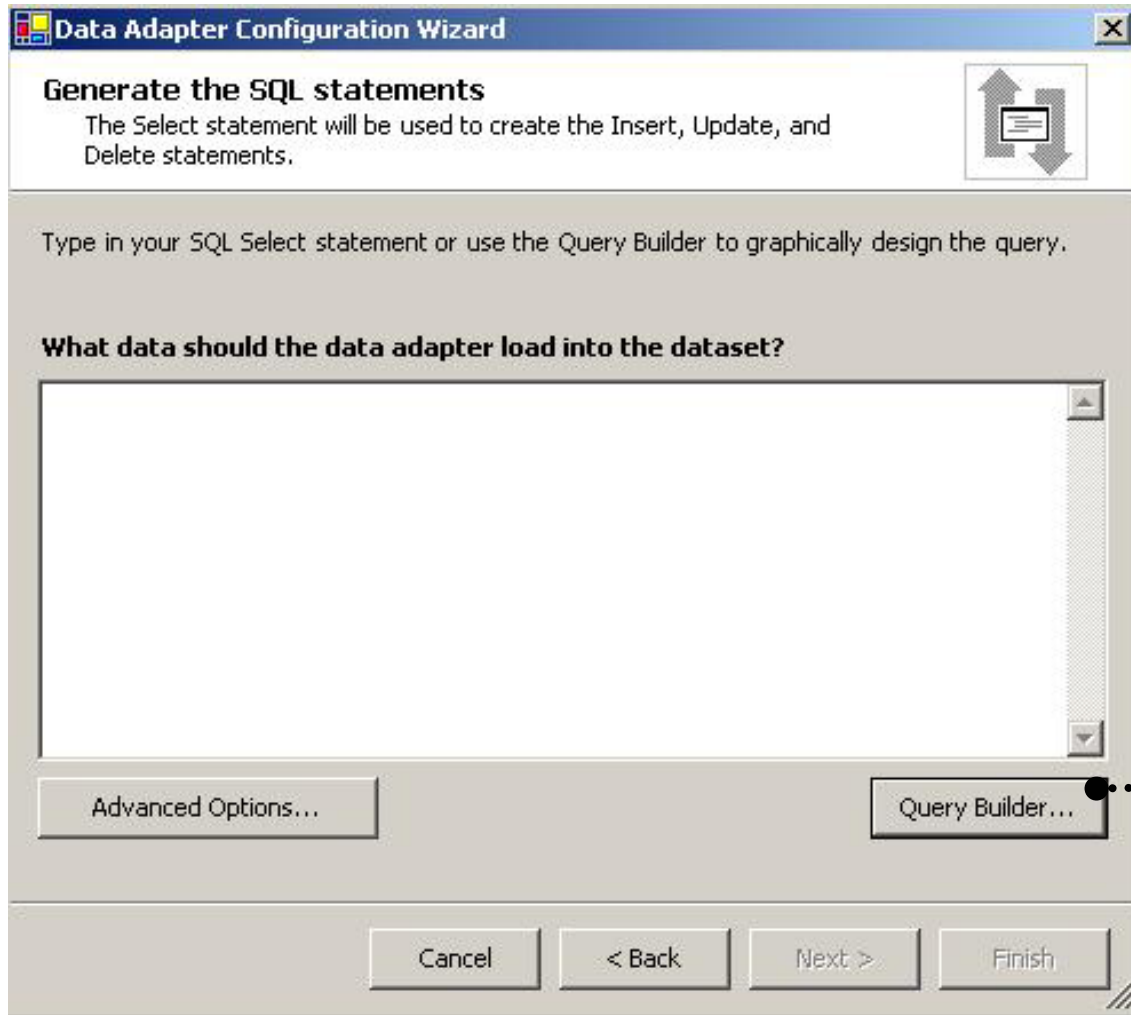 Data Adapter Configuration Wizard
Generate the SQL statements
The Select statement will be used to create the Insert, Update, and
Delete statements.
Type in your SQL Select statement or use the Query Builder to graphically design the query.
What data should the data adapter load into the dataset?
Advanced Options...
Query Builder...
Cancel
< Back
Next >
Finish